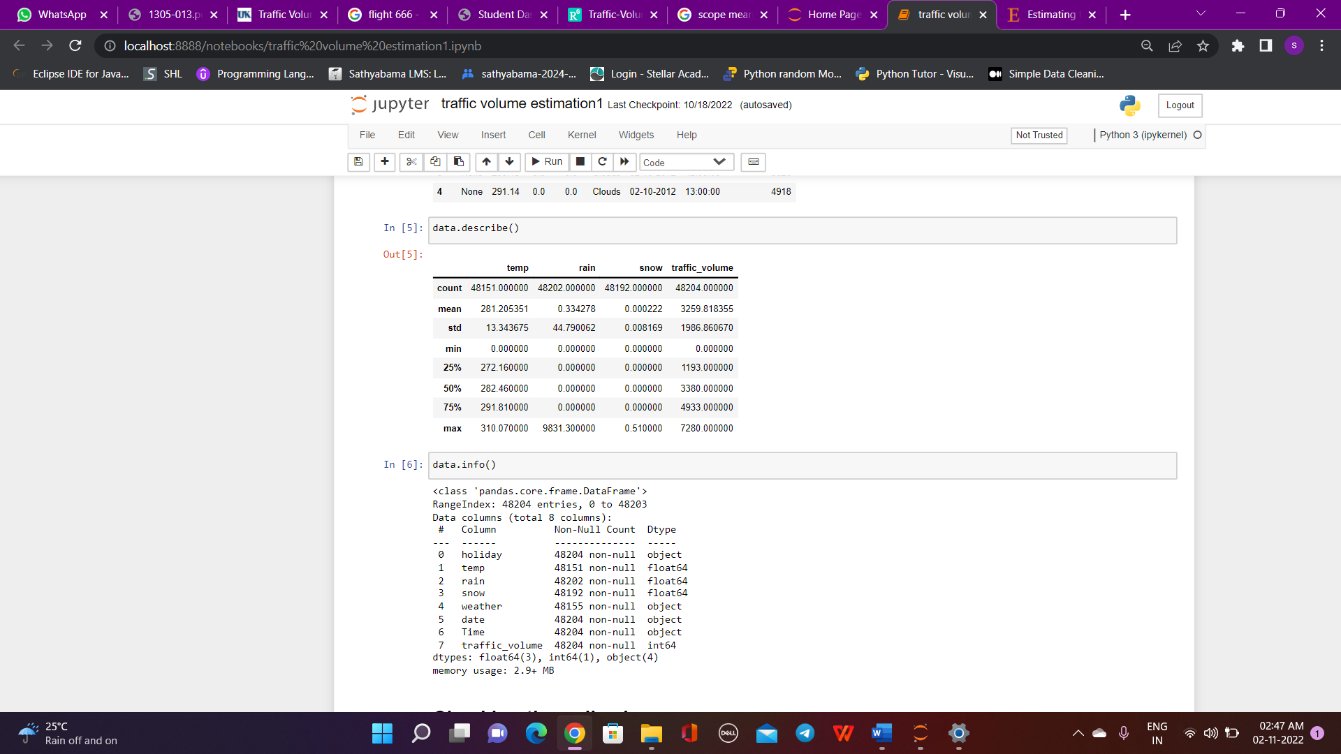 WhatsApp 1305-013.p Traffic Volum flight 666 - Student Da Traffic-Volu scope mean Home Page traffic volum Estimating
localhost:8888/notebooks/traffic%20volume%20estimation1.ipynb
Eclipse IDE for Java... SHL Programming Lang... Sathyabama LMS: L... sathyabama-2024-... Login - Stellar Acad... Python random Mo... Python Tutor - Visu... Simple Data Cleani...
jupyter traffic volume estimation1 Last Checkpoint: 10/18/2022 (autosaved) Logout
File Edit View Insert Cell Kernel Widgets Help Not Trusted Python 3 (ipykernel)
Run Code
4 None 291.14 0.0 0.0 Clouds 02-10-2012 13:00:00 4918
In [5]: data.describe()
Out[5]:
temp rain snow traffic_volume
count 48151.000000 48202.000000 48192.000000 48204.000000
mean 281.205351 0.334278 0.000222 3259.818355
std 13.343675 44.790062 0.008169 1986.860670
min 0.000000 0.000000 0.000000 0.000000
25% 272.160000 0.000000 0.000000 1193.000000
50% 282.460000 0.000000 0.000000 3380.000000
75% 291.810000 0.000000 0.000000 4933.000000
max 310.070000 9831.300000 0.510000 7280.000000
In [6]: data.info()
<class 'pandas.core.frame.DataFrame'>
RangeIndex: 48204 entries, 0 to 48203
Data columns (total 8 columns):
# Column Non-Null Count Dtype
--- ------ -------------- -----
0 holiday 48204 non-null object
1 temp 48151 non-null float64
2 rain 48202 non-null float64
3 snow 48192 non-null float64
4 weather 48155 non-null object
5 date 48204 non-null object
6 Time 48204 non-null object
7 traffic_volume 48204 non-null int64
dtypes: float64(3), int64(1), object(4)
memory usage: 2.9+ MB
25°C
Rain off and on
DELL
ENG
IN
02:47 AM
02-11-2022
1